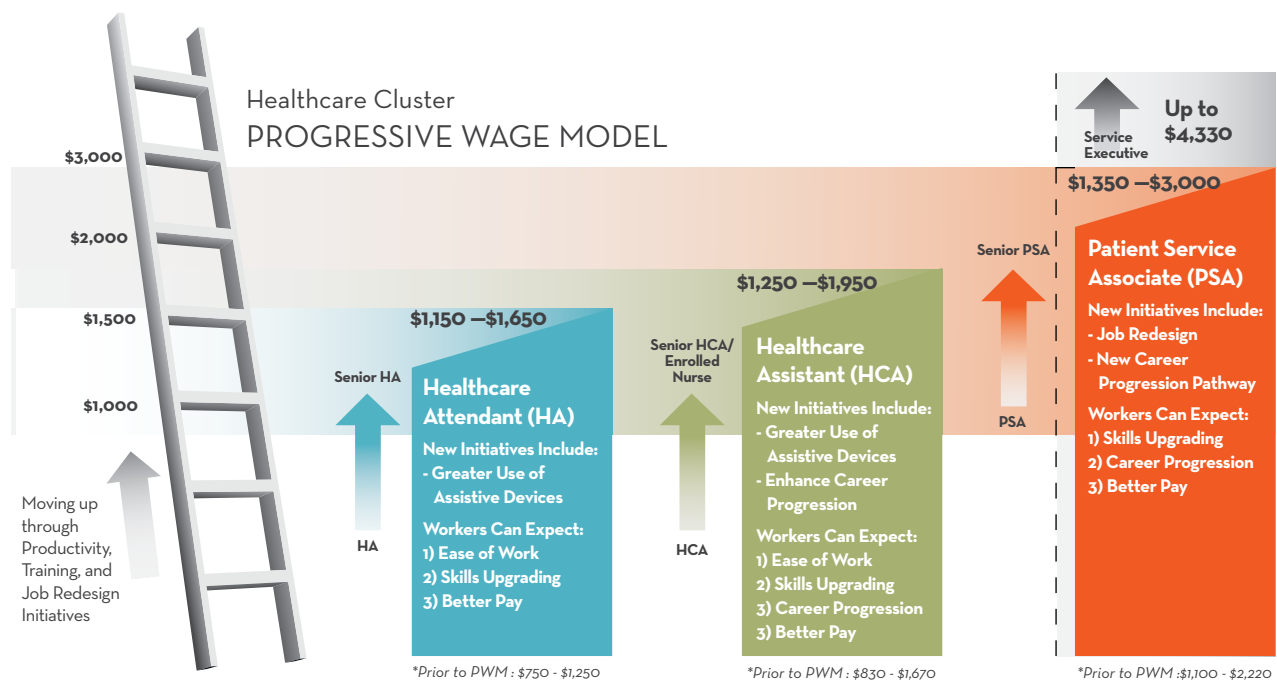 Healthcare Cluster
PROGRESSIVE WAGE MODEL
$3,000
$2,000
$1,500
$1,000
Moving up
through
Productivity,
Training, and
Job Redesign
Initiatives
Senior HA
HA
$1,150 —$1,650
Healthcare
Attendant (HA)
New Initiatives Include:
- Greater Use of
Assistive Devices
Workers Can Expect:
1) Ease of Work
2) Skills Upgrading
3) Better Pay
*Prior to PWM : $750 - $1,250
Senior HCA/
Enrolled
Nurse
HCA
$1,250 —$1,950
Healthcare
Assistant (HCA)
New Initiatives Include:
- Greater Use of
Assistive Devices
- Enhance Career
Progression
Workers Can Expect:
1) Ease of Work
2) Skills Upgrading
3) Career Progression
3) Better Pay
*Prior to PWM : $830 - $1,670
Senior PSA
PSA
Service
Executive
Up to
$4,330
$1,350 —$3,000
Patient Service
Associate (PSA)
New Initiatives Include:
- Job Redesign
- New Career
Progression Pathway
Workers Can Expect:
1) Skills Upgrading
2) Career Progression
3) Better Pay
*Prior to PWM :$1,100 - $2,220